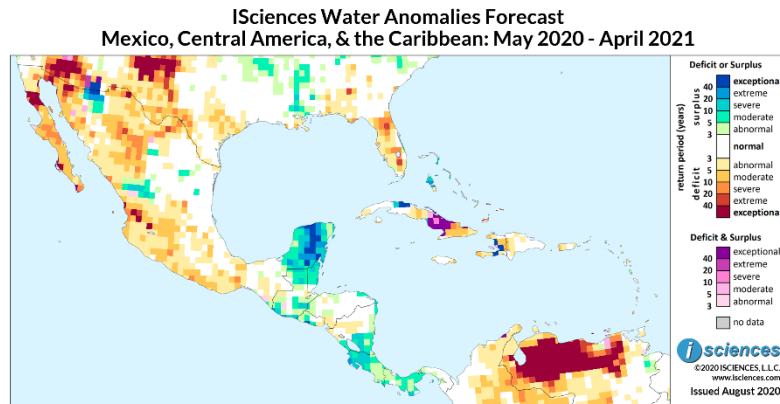 ISciences Water Anomalies Forecast
Mexico, Central America, & the Caribbean: May 2020 - April 2021
Deficit or Surplus
return period (years)
surplus
deficit
40
20
10
5
3
exceptiona
extreme
severe
moderate
abnormal
normal
3
5
10
20
40
abnormal
moderate
severe
extreme
exceptiona
Deficit & Surplus
40
20
10
5
3
exceptional
extreme
severe
moderate
abnormal
no data
isciences
©2020 ISCIENCES, L.L.C.
www.isciences.com
Issued August 2020